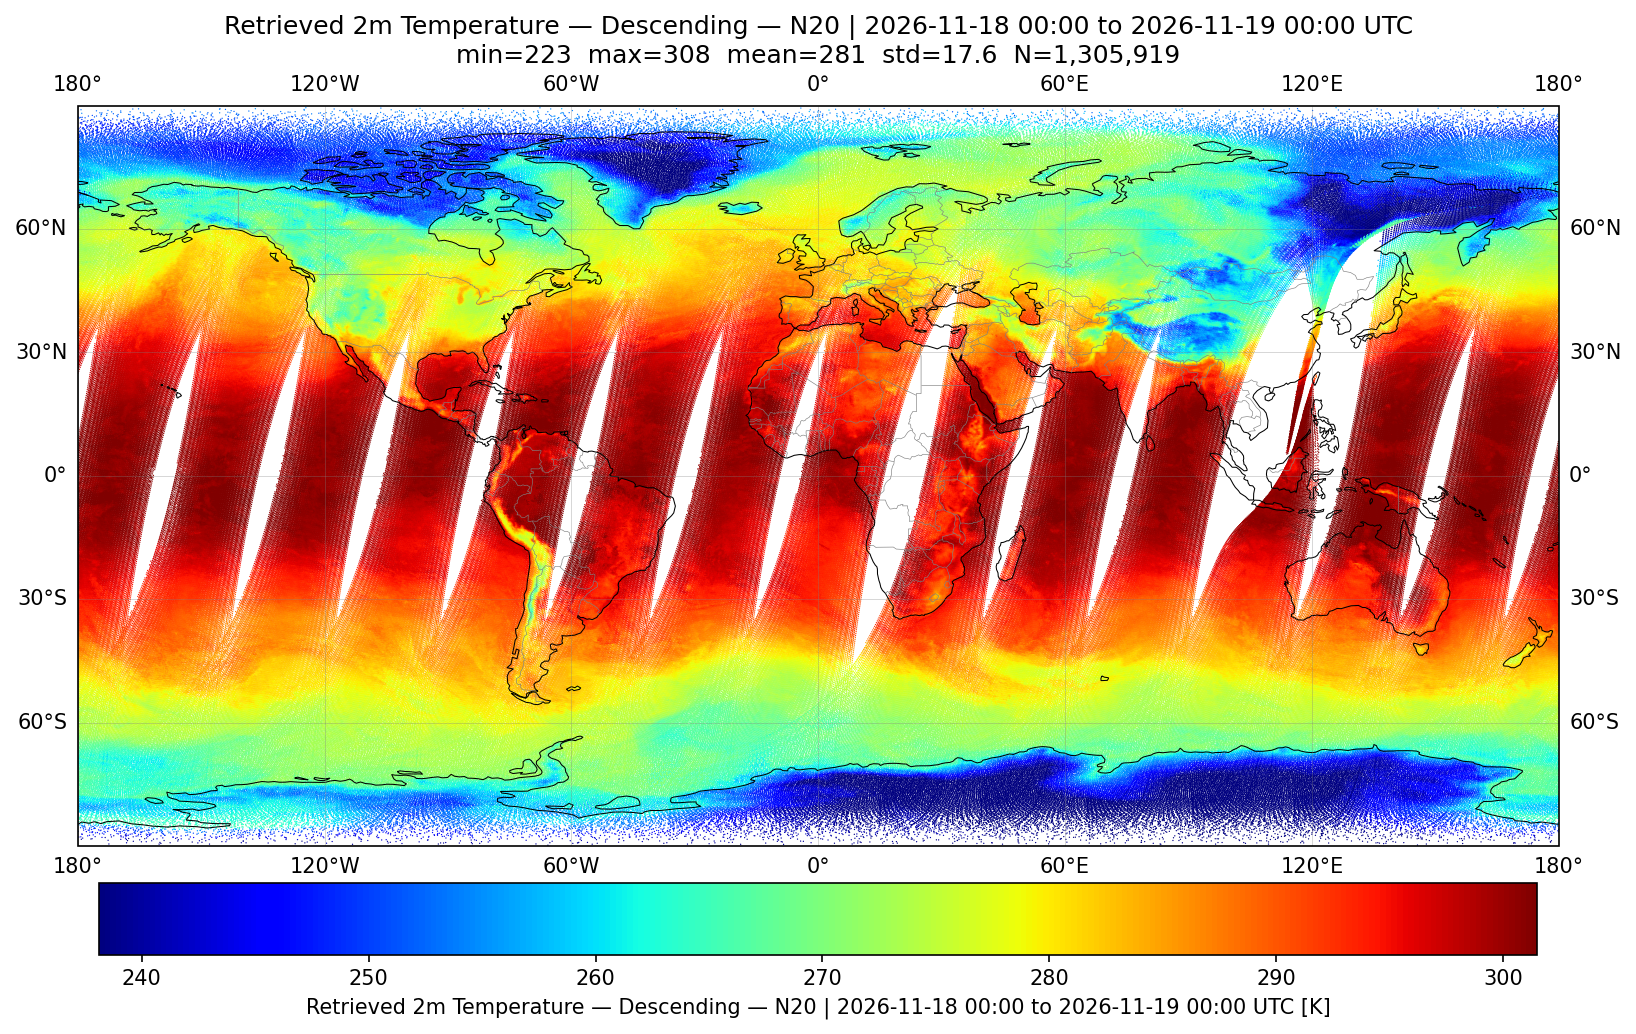 Retrieved 2m Temperature — Descending — N20 | 2026-11-18 00:00 to 2026-11-19 00:00 UTC
min=223  max=308  mean=281  std=17.6  N=1,305,919
180° 120°W 60°W 0° 60°E 120°E 180°
60°N 60°N
30°N 30°N
0° 0°
30°S 30°S
60°S 60°S
180° 120°W 60°W 0° 60°E 120°E 180°
240 250 260 270 280 290 300
Retrieved 2m Temperature — Descending — N20 | 2026-11-18 00:00 to 2026-11-19 00:00 UTC [K]